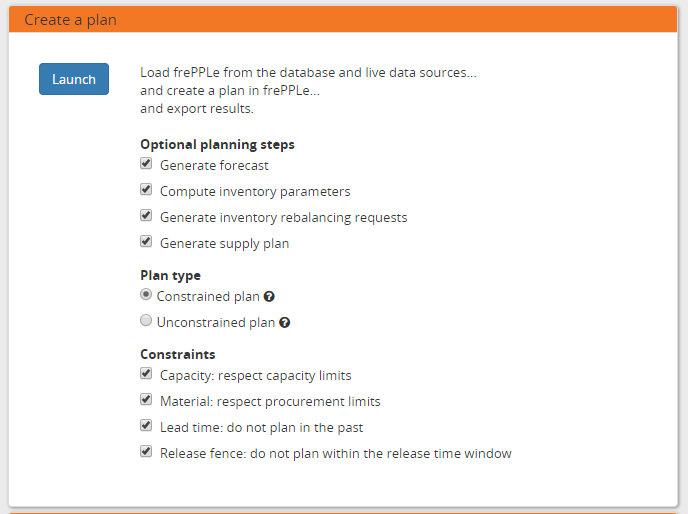 Create a plan
Launch
Load frePPLe from the database and live data sources...
and create a plan in frePPLe...
and export results.
Optional planning steps
Generate forecast
Compute inventory parameters
Generate inventory rebalancing requests
Generate supply plan
Plan type
Constrained plan
Unconstrained plan
Constraints
Capacity: respect capacity limits
Material: respect procurement limits
Lead time: do not plan in the past
Release fence: do not plan within the release time window